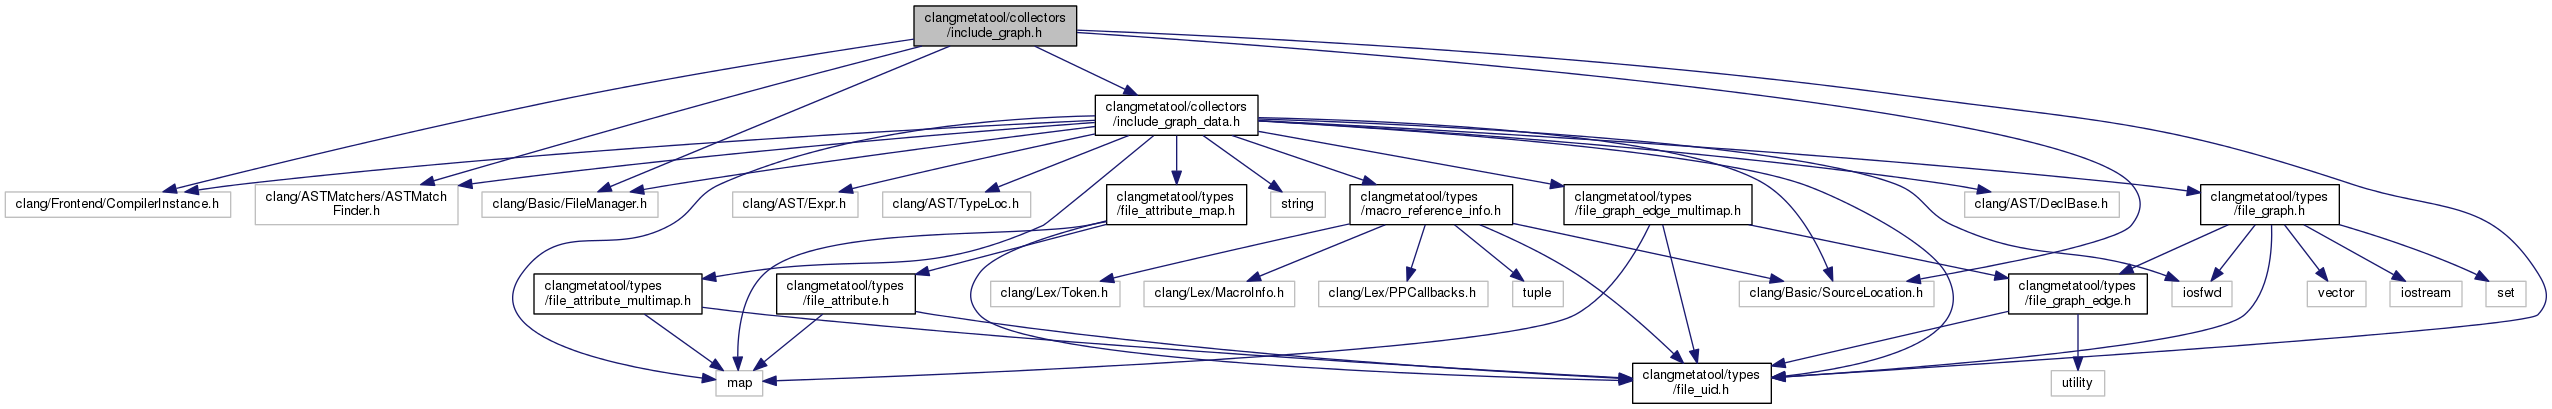 clangmetatool/collectors
/include_graph.h
clangmetatool/collectors
/include_graph_data.h
clang/Frontend/CompilerInstance.h
clang/ASTMatchers/ASTMatch
Finder.h
clang/Basic/FileManager.h
clang/AST/Expr.h
clang/AST/TypeLoc.h
clangmetatool/types
/file_attribute_map.h
string
clangmetatool/types
/macro_reference_info.h
clangmetatool/types
/file_graph_edge_multimap.h
clang/AST/DeclBase.h
clangmetatool/types
/file_graph.h
clangmetatool/types
/file_attribute_multimap.h
clangmetatool/types
/file_attribute.h
clang/Lex/Token.h
clang/Lex/MacroInfo.h
clang/Lex/PPCallbacks.h
tuple
clang/Basic/SourceLocation.h
clangmetatool/types
/file_graph_edge.h
iosfwd
vector
iostream
set
map
clangmetatool/types
/file_uid.h
utility